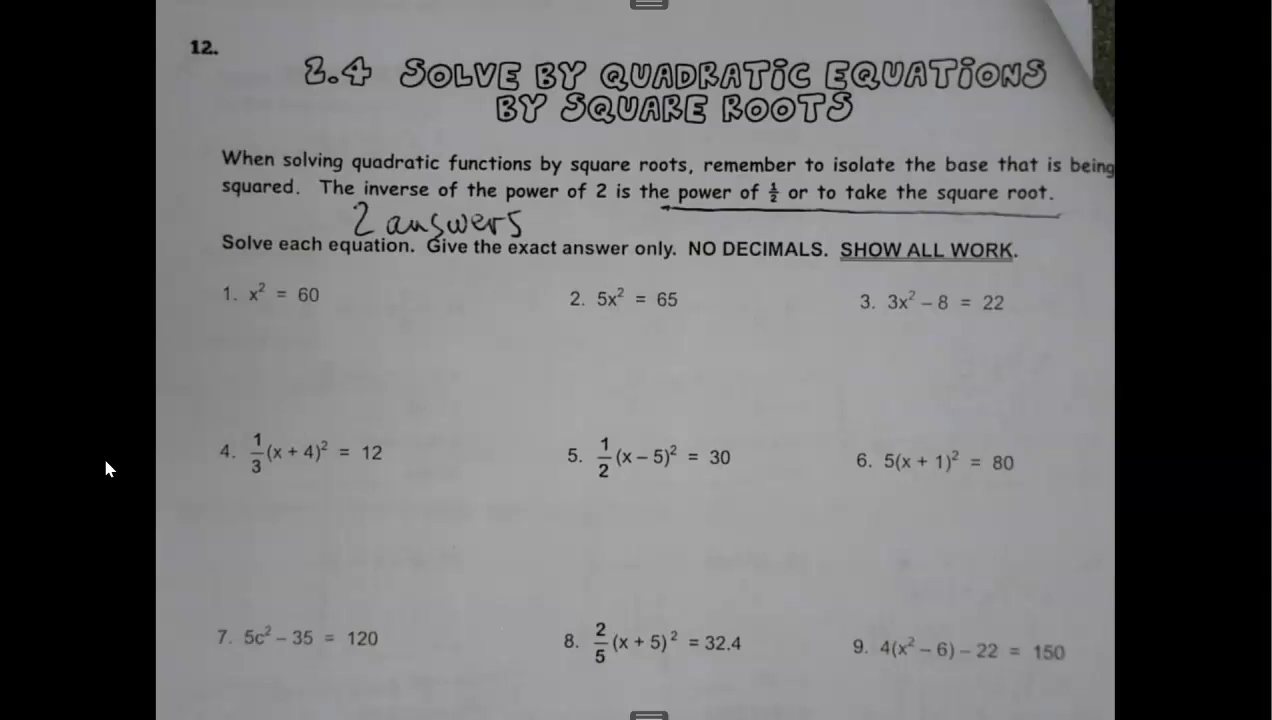 12.
2.4 SOLVE BY QUADRATIC EQUATIONS
BY SQUARE ROOTS
When solving quadratic functions by square roots, remember to isolate the base that is being
squared. The inverse of the power of 2 is the power of ½ or to take the square root.
2 answers
Solve each equation. Give the exact answer only. NO DECIMALS. SHOW ALL WORK.
1. x² = 60 2. 5x² = 65 3. 3x² – 8 = 22
4. 1/3(x + 4)² = 12 5. 1/2(x – 5)² = 30 6. 5(x + 1)² = 80
7. 5c² – 35 = 120 8. 2/5(x + 5)² = 32.4 9. 4(x² – 6) – 22 = 150